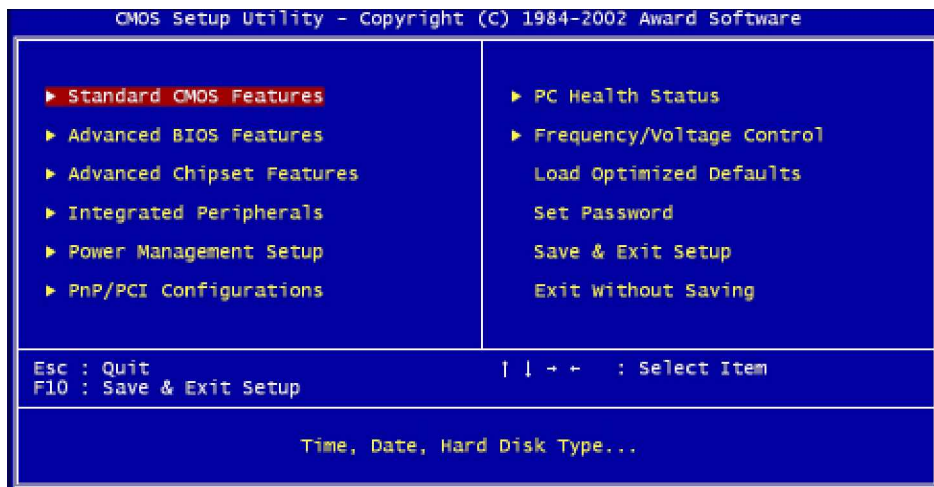 CMOS Setup Utility - Copyright (C) 1984-2002 Award Software
▶ Standard CMOS Features
▶ Advanced BIOS Features
▶ Advanced Chipset Features
▶ Integrated Peripherals
▶ Power Management Setup
▶ PnP/PCI Configurations
▶ PC Health Status
▶ Frequency/Voltage Control
Load Optimized Defaults
Set Password
Save & Exit Setup
Exit Without Saving
Esc : Quit
F10 : Save & Exit Setup
↑ ↓ → ← : Select Item
Time, Date, Hard Disk Type...